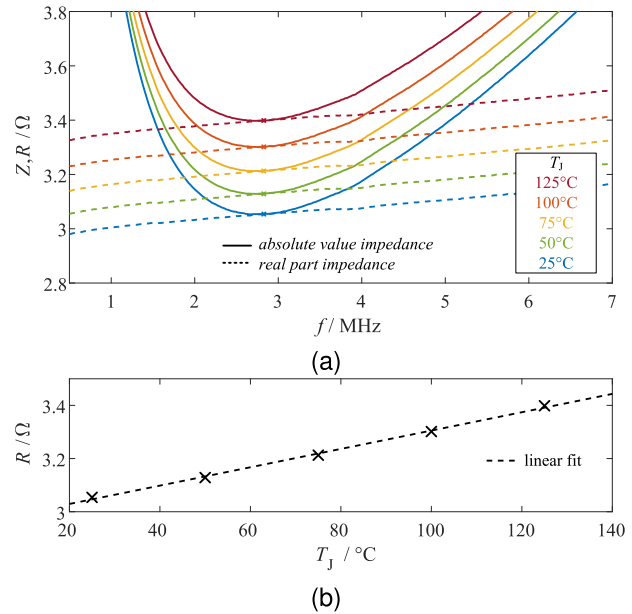 3.8
3.6
3.4
3.2
3
2.8
Z,R / Ω
T_J
125°C
100°C
75°C
50°C
25°C
absolute value impedance
real part impedance
1 2 3 4 5 6 7
f / MHz
(a)
3.4
3.2
3
R / Ω
linear fit
20 40 60 80 100 120 140
T_J / °C
(b)